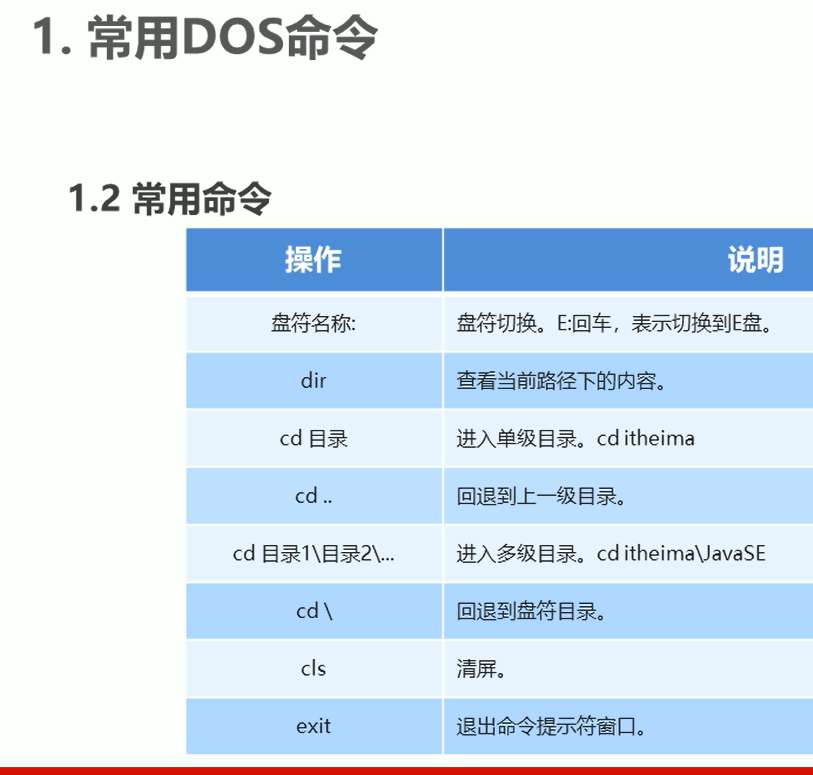 1. 常用DOS命令
1.2 常用命令
操作 说明
盘符名称: 盘符切换。E:回车，表示切换到E盘。
dir 查看当前路径下的内容。
cd 目录 进入单级目录。cd itheima
cd .. 回退到上一级目录。
cd 目录1\目录2\... 进入多级目录。cd itheima\JavaSE
cd \ 回退到盘符目录。
cls 清屏。
exit 退出命令提示符窗口。